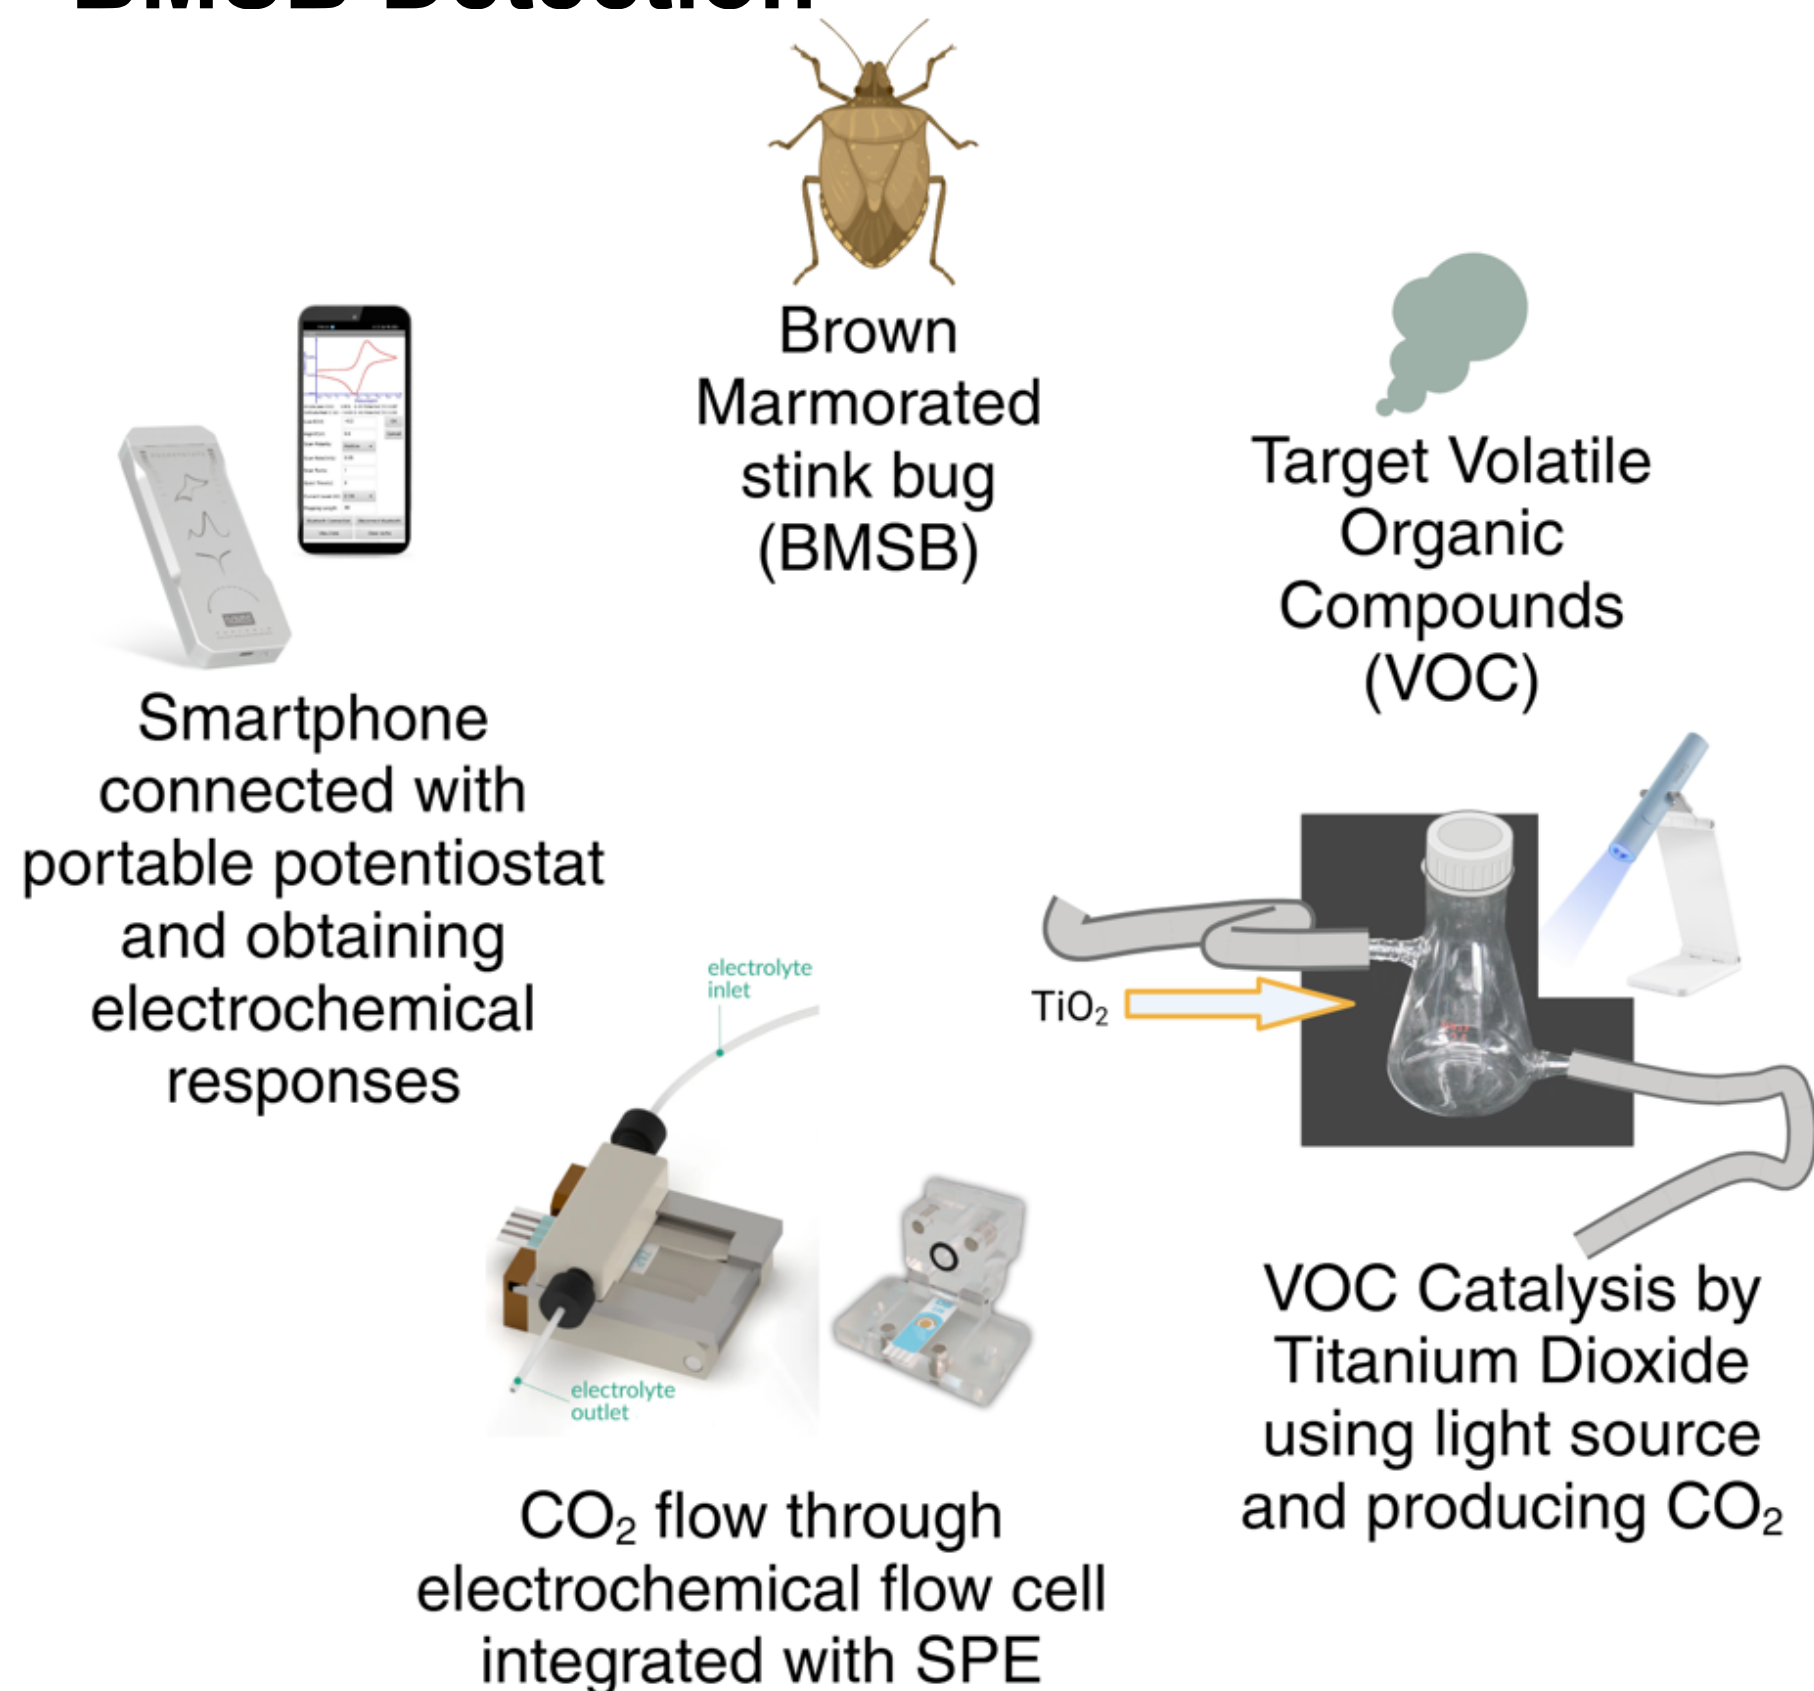 BMSB Detection
Brown
Marmorated
stink bug
(BMSB)
Target Volatile
Organic
Compounds
(VOC)
TiO₂
VOC Catalysis by
Titanium Dioxide
using light source
and producing CO₂
electrolyte
inlet
electrolyte
outlet
CO₂ flow through
electrochemical flow cell
integrated with SPE
Smartphone
connected with
portable potentiostat
and obtaining
electrochemical
responses